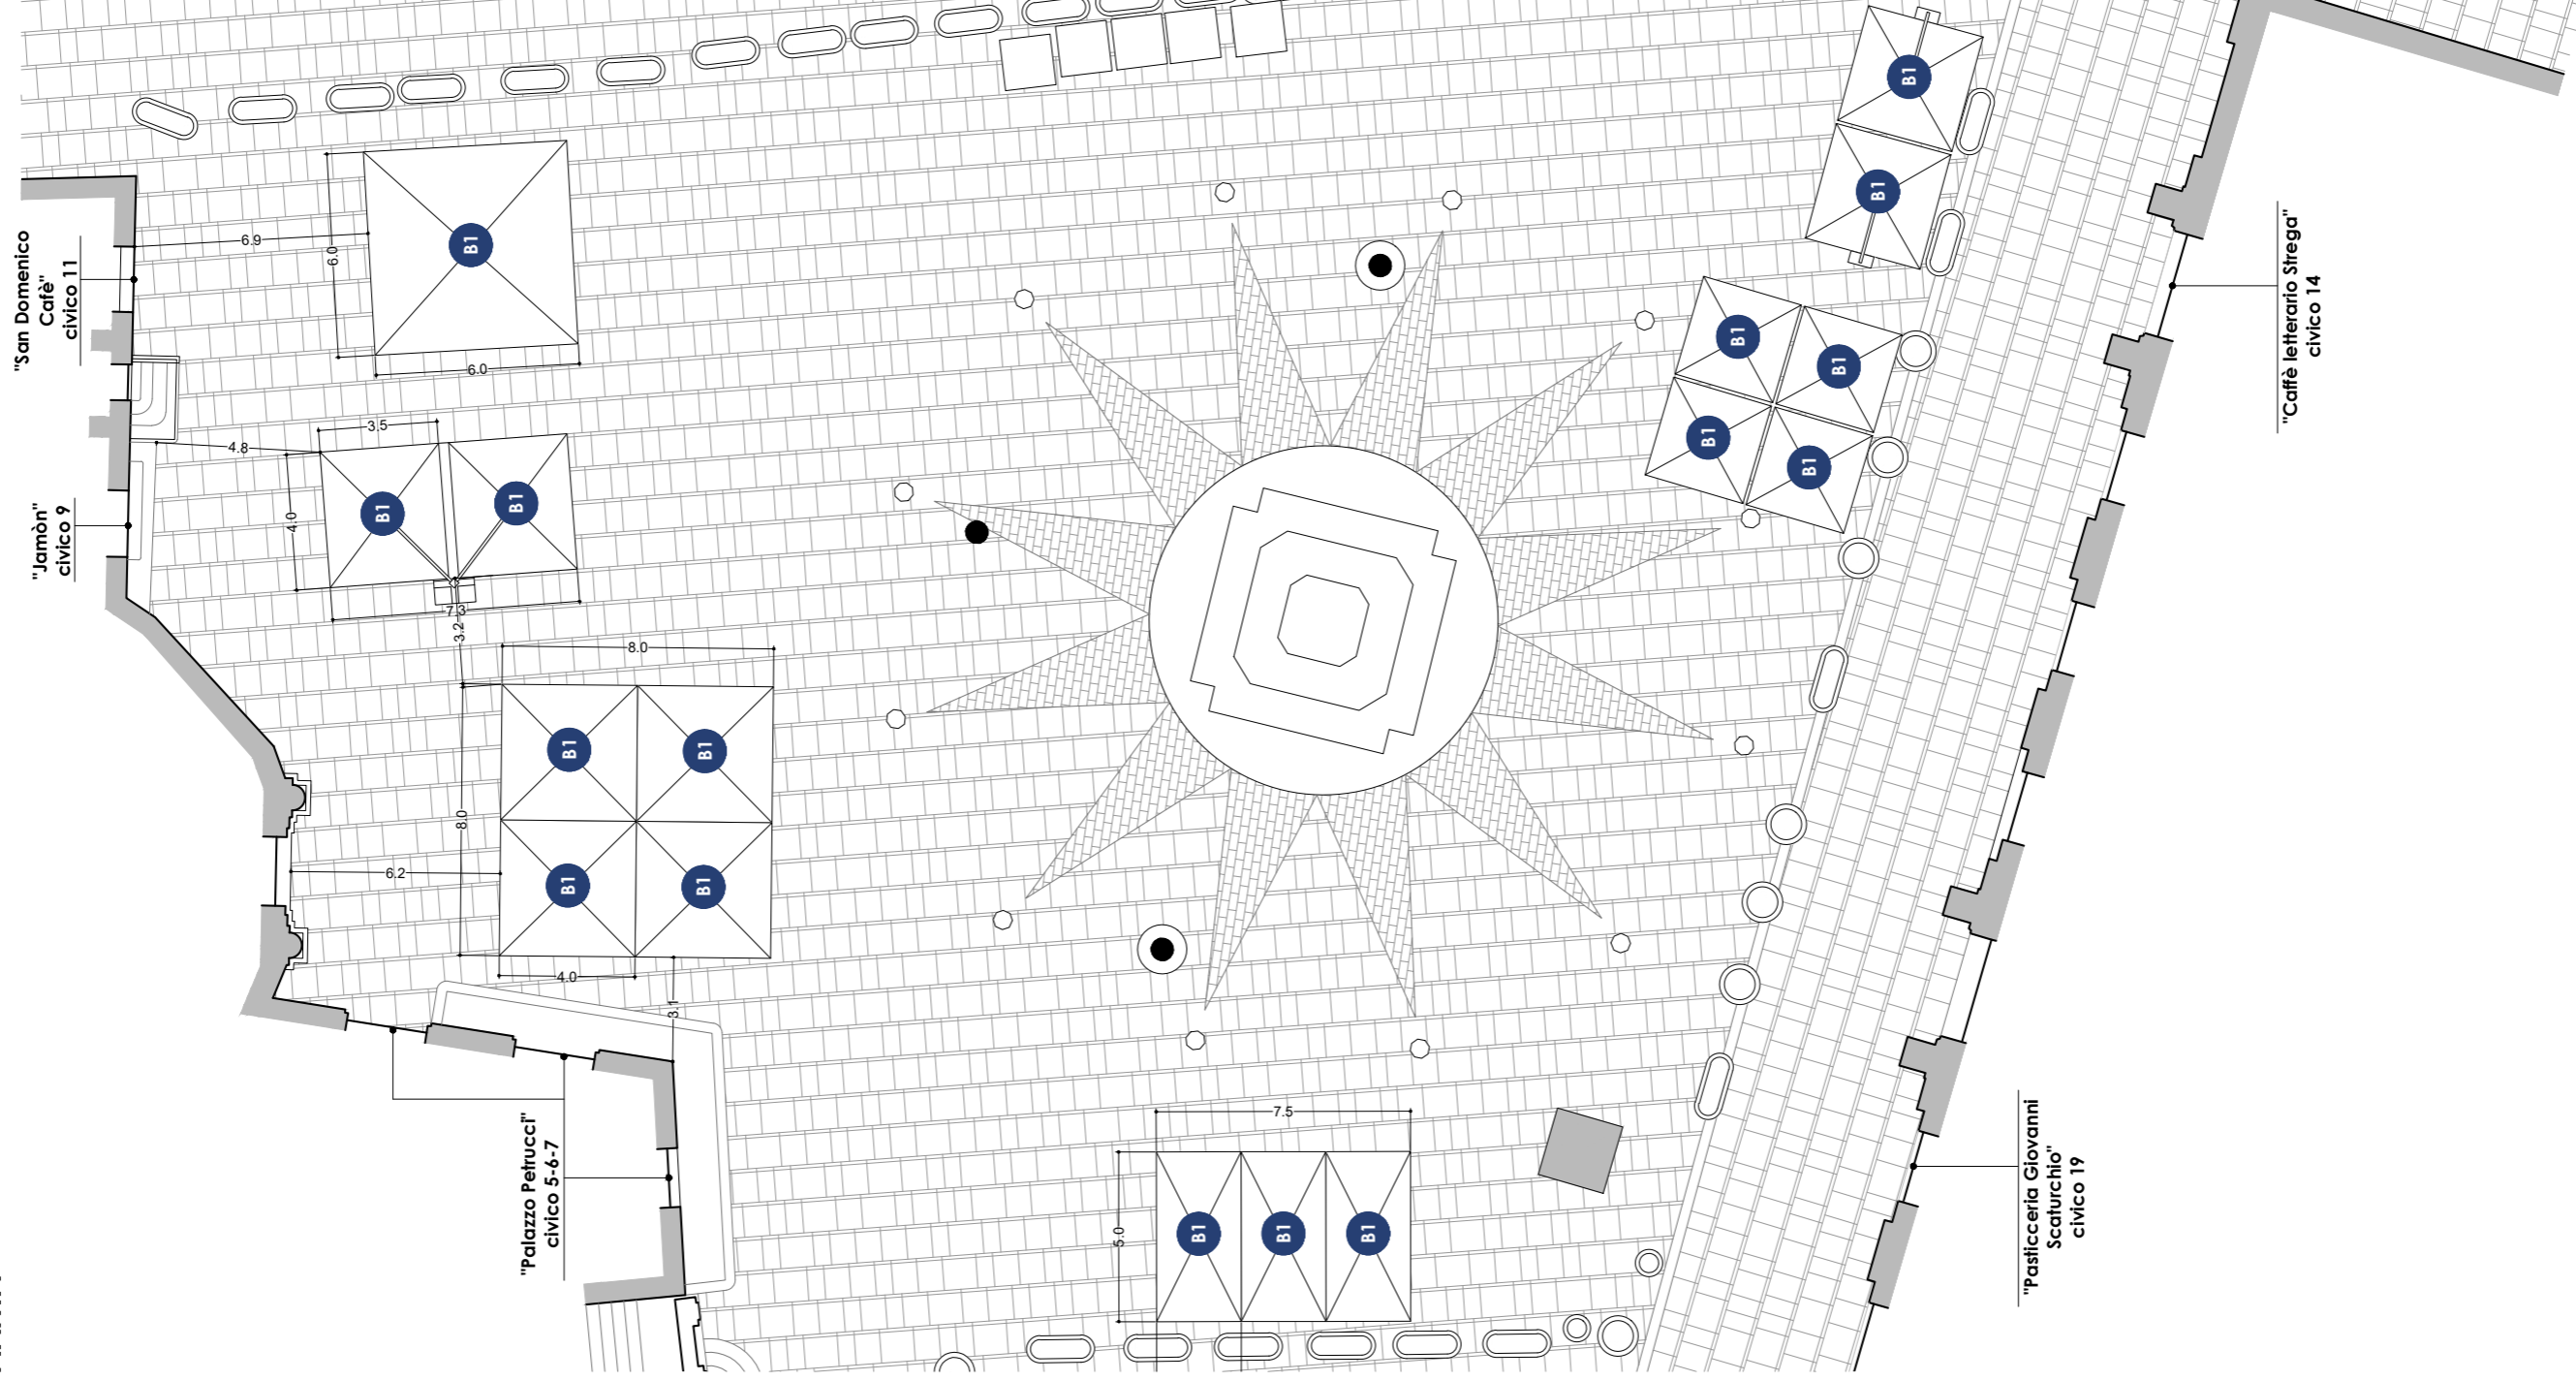 "San Domenico
Cafè"
civico 11
"Jamòn"
civico 9
"Palazzo Petrucci"
civico 5-6-7
"Caffè letterario Strega"
civico 14
"Pasticceria Giovanni
Scaturchio"
civico 19
6.9
6.0
6.0
B1
3.5
4.8
4.0
B1
B1
7.3
3.2
8.0
8.0
B1
B1
6.2
B1
B1
4.0
3.1
7.5
5.0
B1
B1
B1
B1
B1
B1
B1
B1
B1